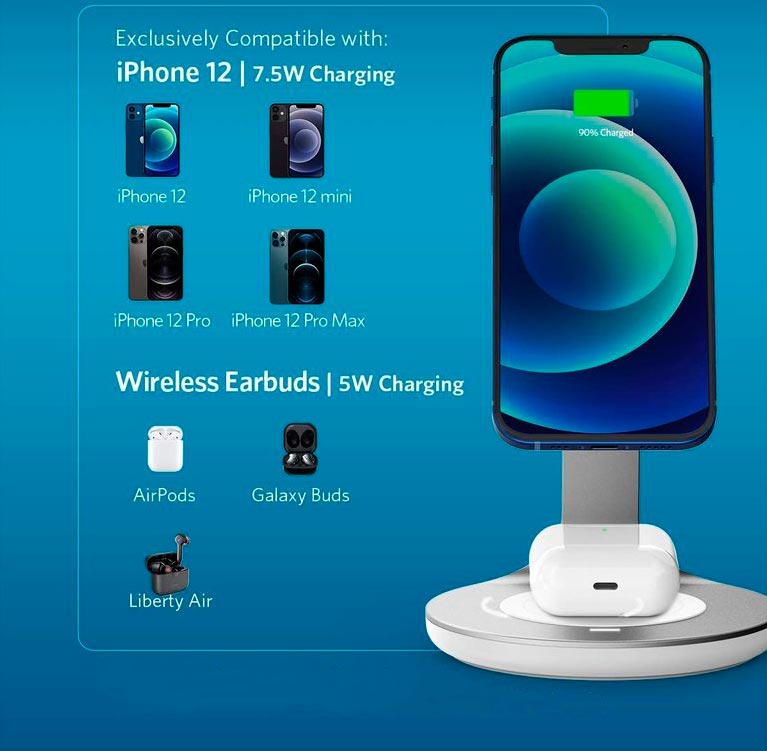 Exclusively Compatible with:
iPhone 12 | 7.5W Charging
iPhone 12
iPhone 12 mini
iPhone 12 Pro
iPhone 12 Pro Max
Wireless Earbuds | 5W Charging
AirPods
Galaxy Buds
Liberty Air
90% Charged